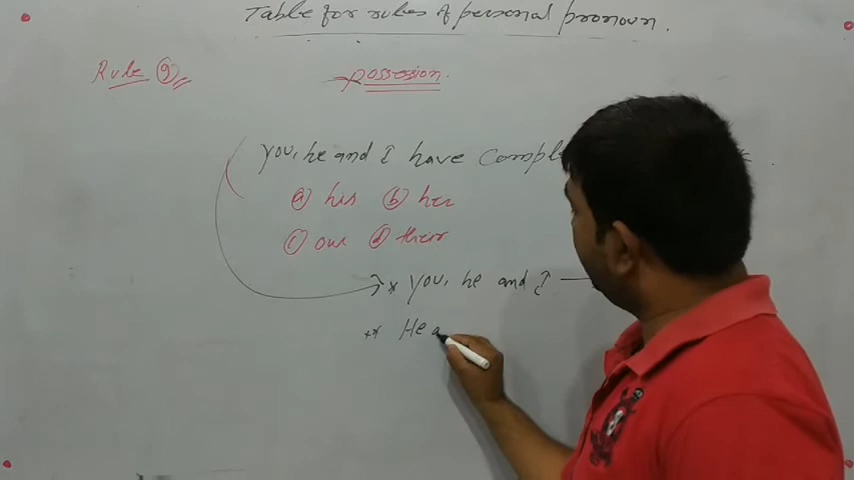 Table for rules of personal pronoun.
Rule 9 possession.
You, he and I have
a his b her
c our d their
* You, he and I —
** He a